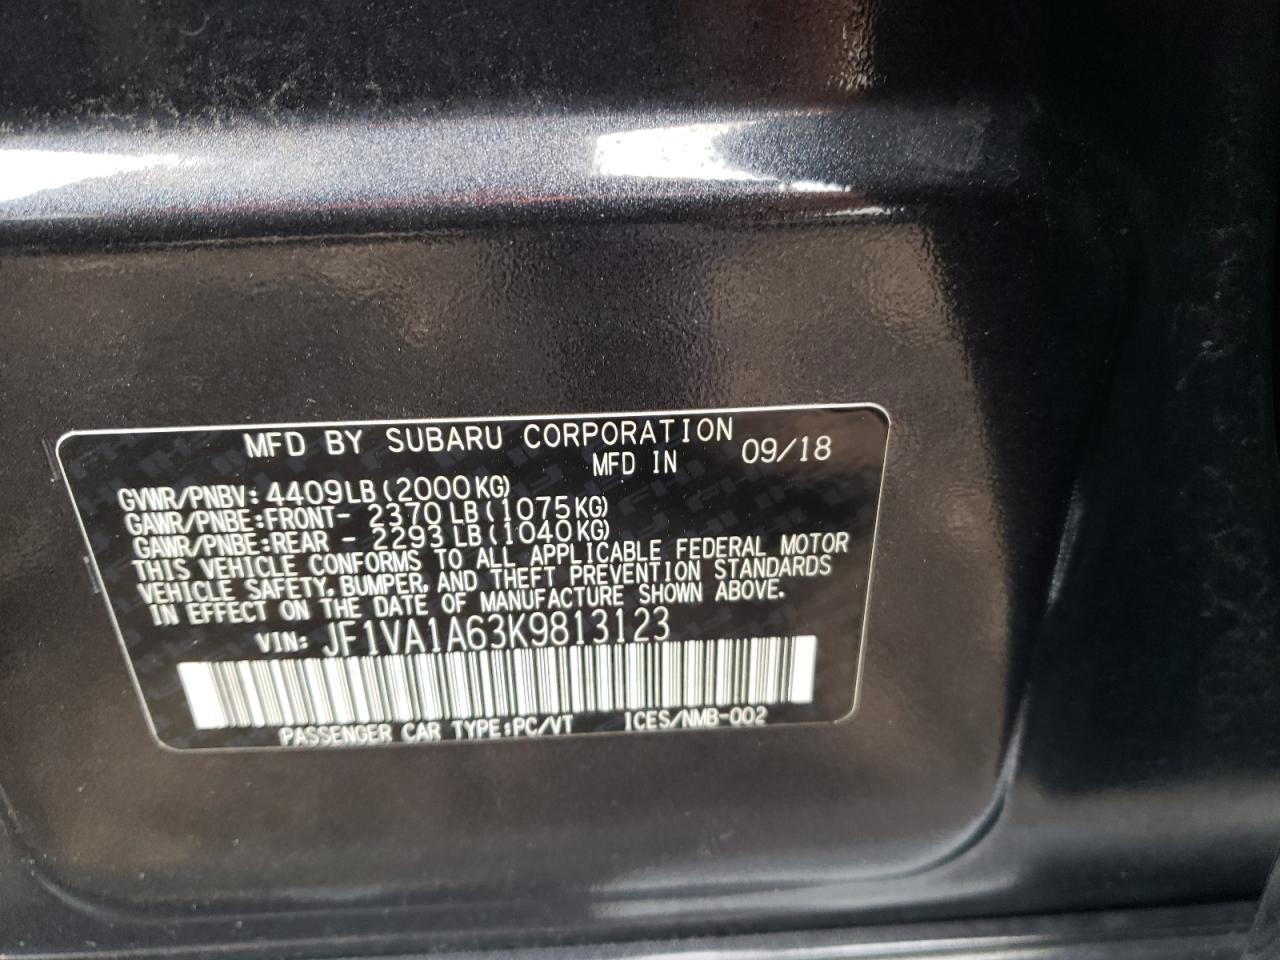 MFD BY SUBARU CORPORATION
MFD IN 09/18
GVWR/PNBV: 4409LB(2000KG)
GAWR/PNBE:FRONT- 2370LB(1075KG)
GAWR/PNBE:REAR - 2293LB(1040KG)
THIS VEHICLE CONFORMS TO ALL APPLICABLE FEDERAL MOTOR
VEHICLE SAFETY, BUMPER, AND THEFT PREVENTION STANDARDS
IN EFFECT ON THE DATE OF MANUFACTURE SHOWN ABOVE.
VIN: JF1VA1A63K9813123
PASSENGER CAR TYPE:PC/VT ICES/NMB-002